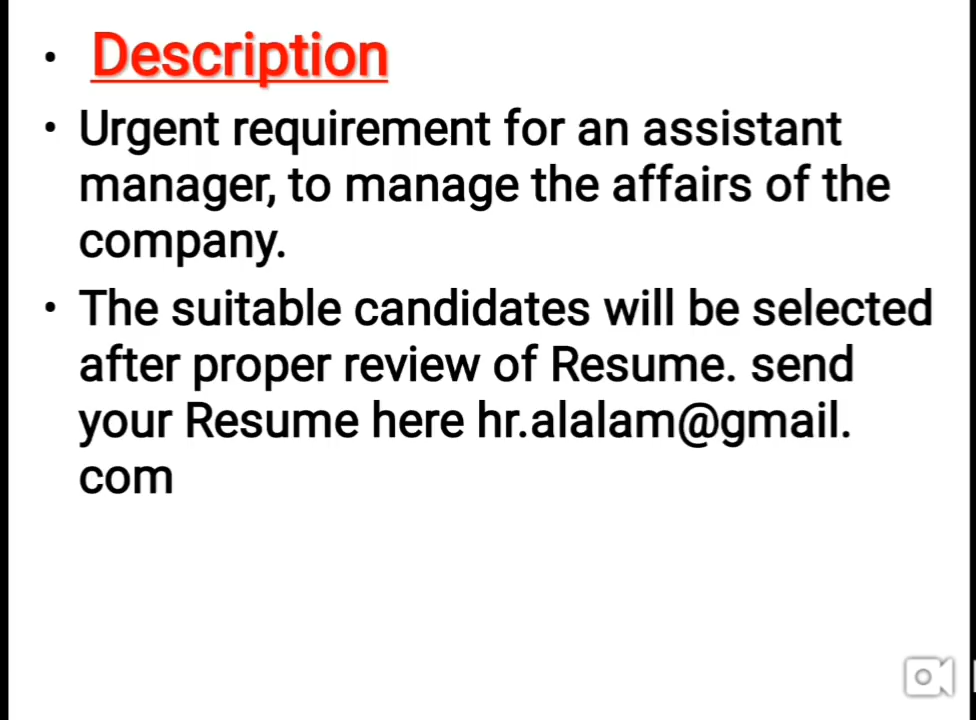 • Description
• Urgent requirement for an assistant
manager, to manage the affairs of the
company.
• The suitable candidates will be selected
after proper review of Resume. send
your Resume here hr.alalam@gmail.
com